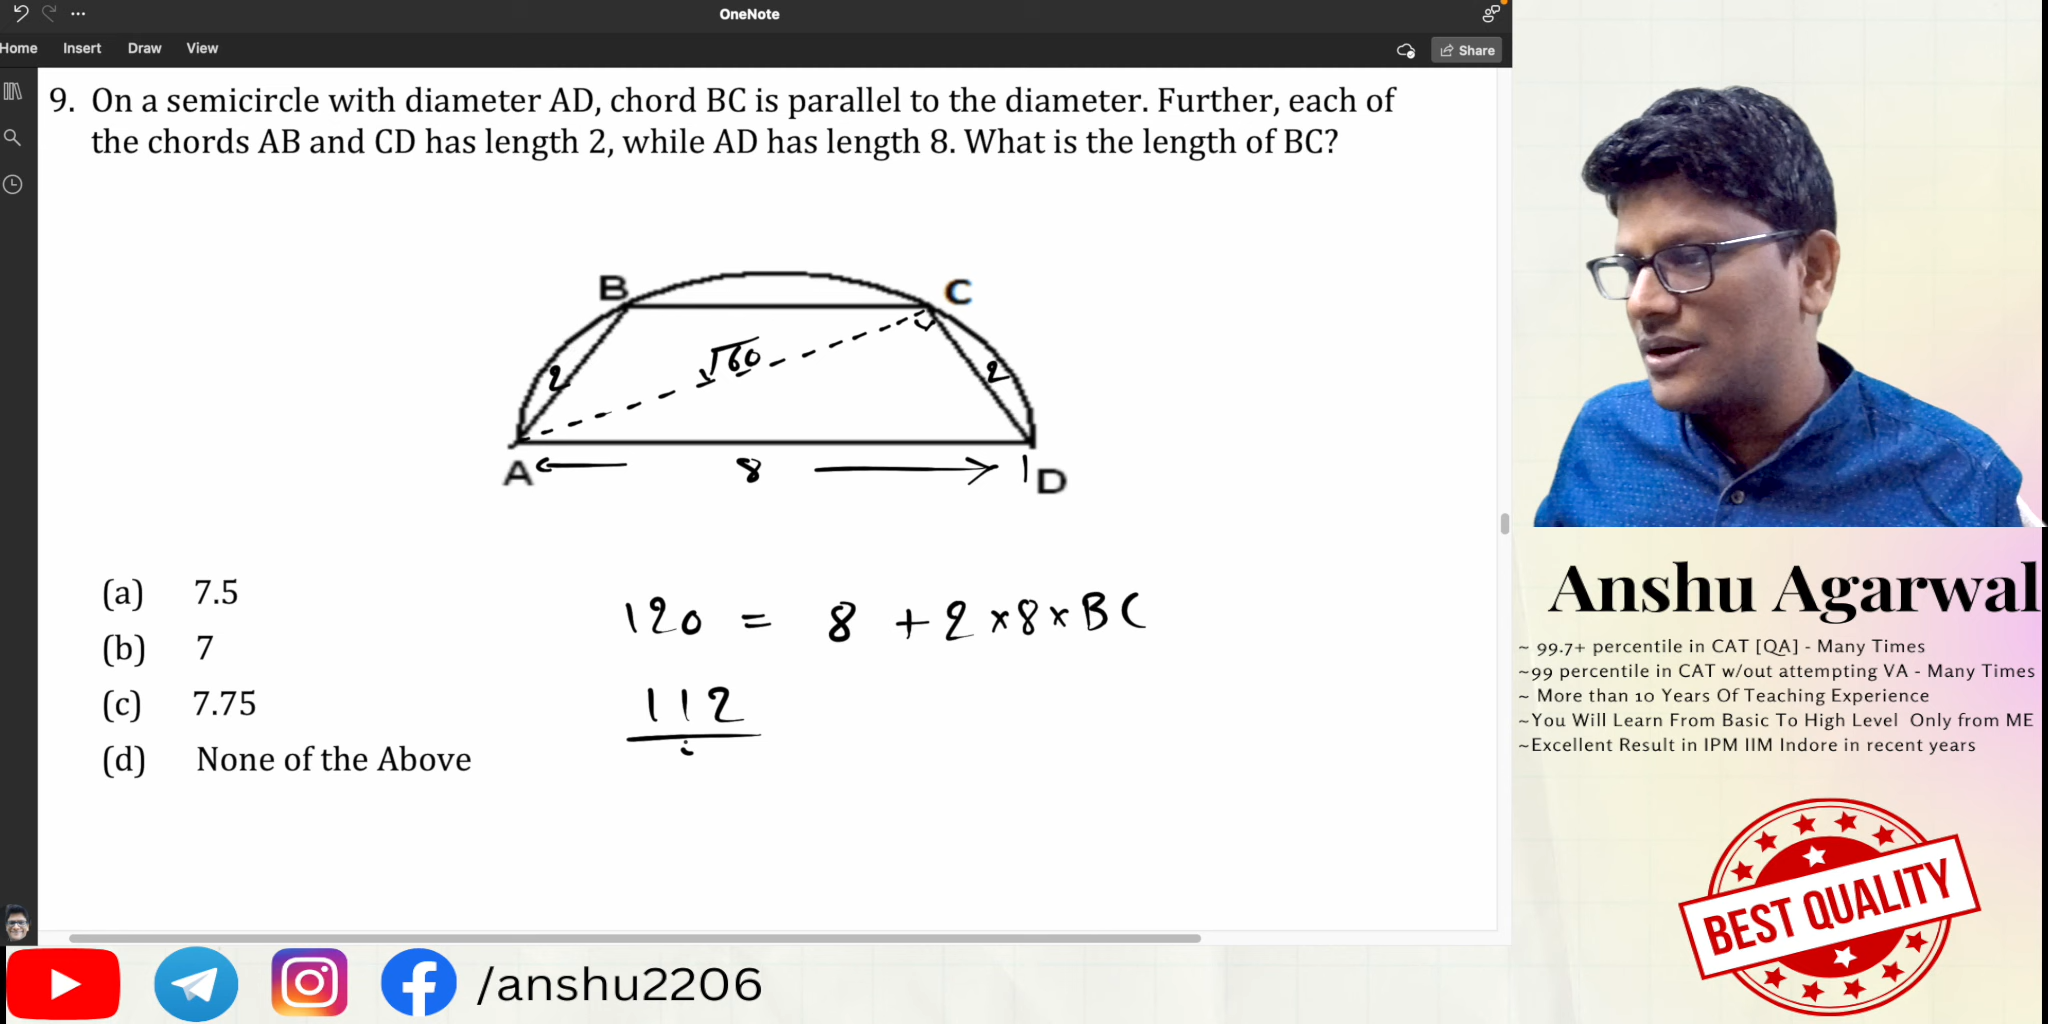 OneNote
Home Insert Draw View
Share
9. On a semicircle with diameter AD, chord BC is parallel to the diameter. Further, each of
the chords AB and CD has length 2, while AD has length 8. What is the length of BC?
B
C
√60
2
2
A
8
D
(a) 7.5
(b) 7
(c) 7.75
(d) None of the Above
120 = 8 + 2 × 8 × BC
112
Anshu Agarwal
~ 99.7+ percentile in CAT [QA] - Many Times
~99 percentile in CAT w/out attempting VA - Many Times
~ More than 10 Years Of Teaching Experience
~You Will Learn From Basic To High Level Only from ME
~Excellent Result in IPM IIM Indore in recent years
BEST QUALITY
/anshu2206